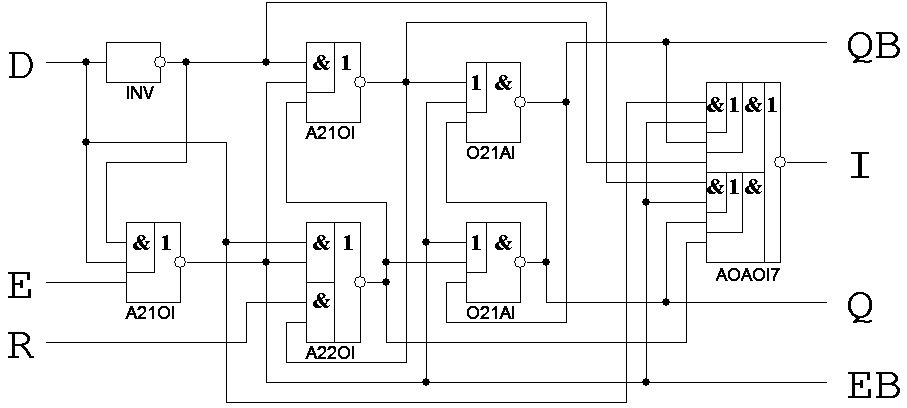 QB
D
& 1
& 1 & 1
1 &
INV
A21OI
O21AI
I
& 1 &
& 1
& 1
1 &
AOAOI7
E
&
Q
A21OI
O21AI
R
A22OI
EB